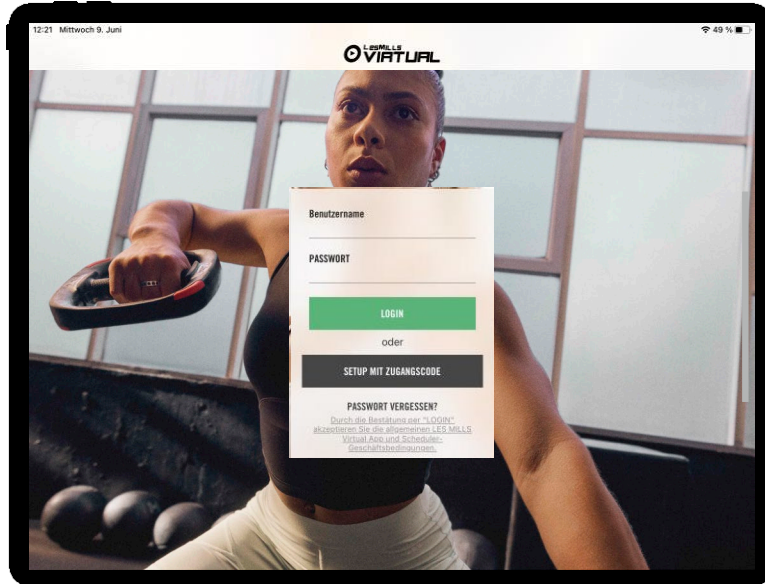 12:21 Mittwoch 9. Juni 49 %
LESMILLS
VIRTUAL
Benutzername
PASSWORT
LOGIN
oder
SETUP MIT ZUGANGSCODE
PASSWORT VERGESSEN?
Durch die Bestätung per "LOGIN"
akzeptieren Sie die allgemeinen LES MILLS
Virtual App und Scheduler-
Geschäftsbedingungen.